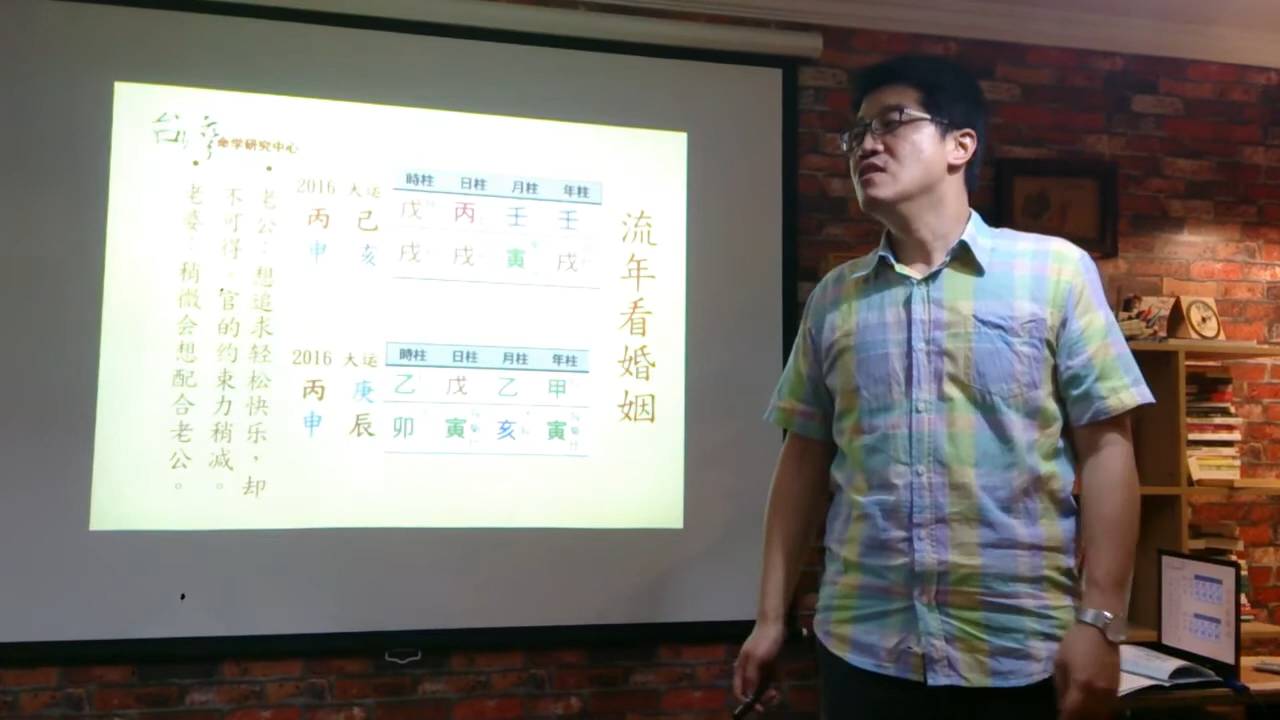 台湾命学研究中心
流年看婚姻
2016 大运 時柱 日柱 月柱 年柱
丙 己 戊 丙 壬 壬
申 亥 戌 戌 寅 戌
2016 大运 時柱 日柱 月柱 年柱
丙 庚 乙 戊 乙 甲
申 辰 卯 寅 亥 寅
• 老公：想追求轻松快乐，却
不可得。官的约束力稍减。
• 老婆：稍微会想配合老公。